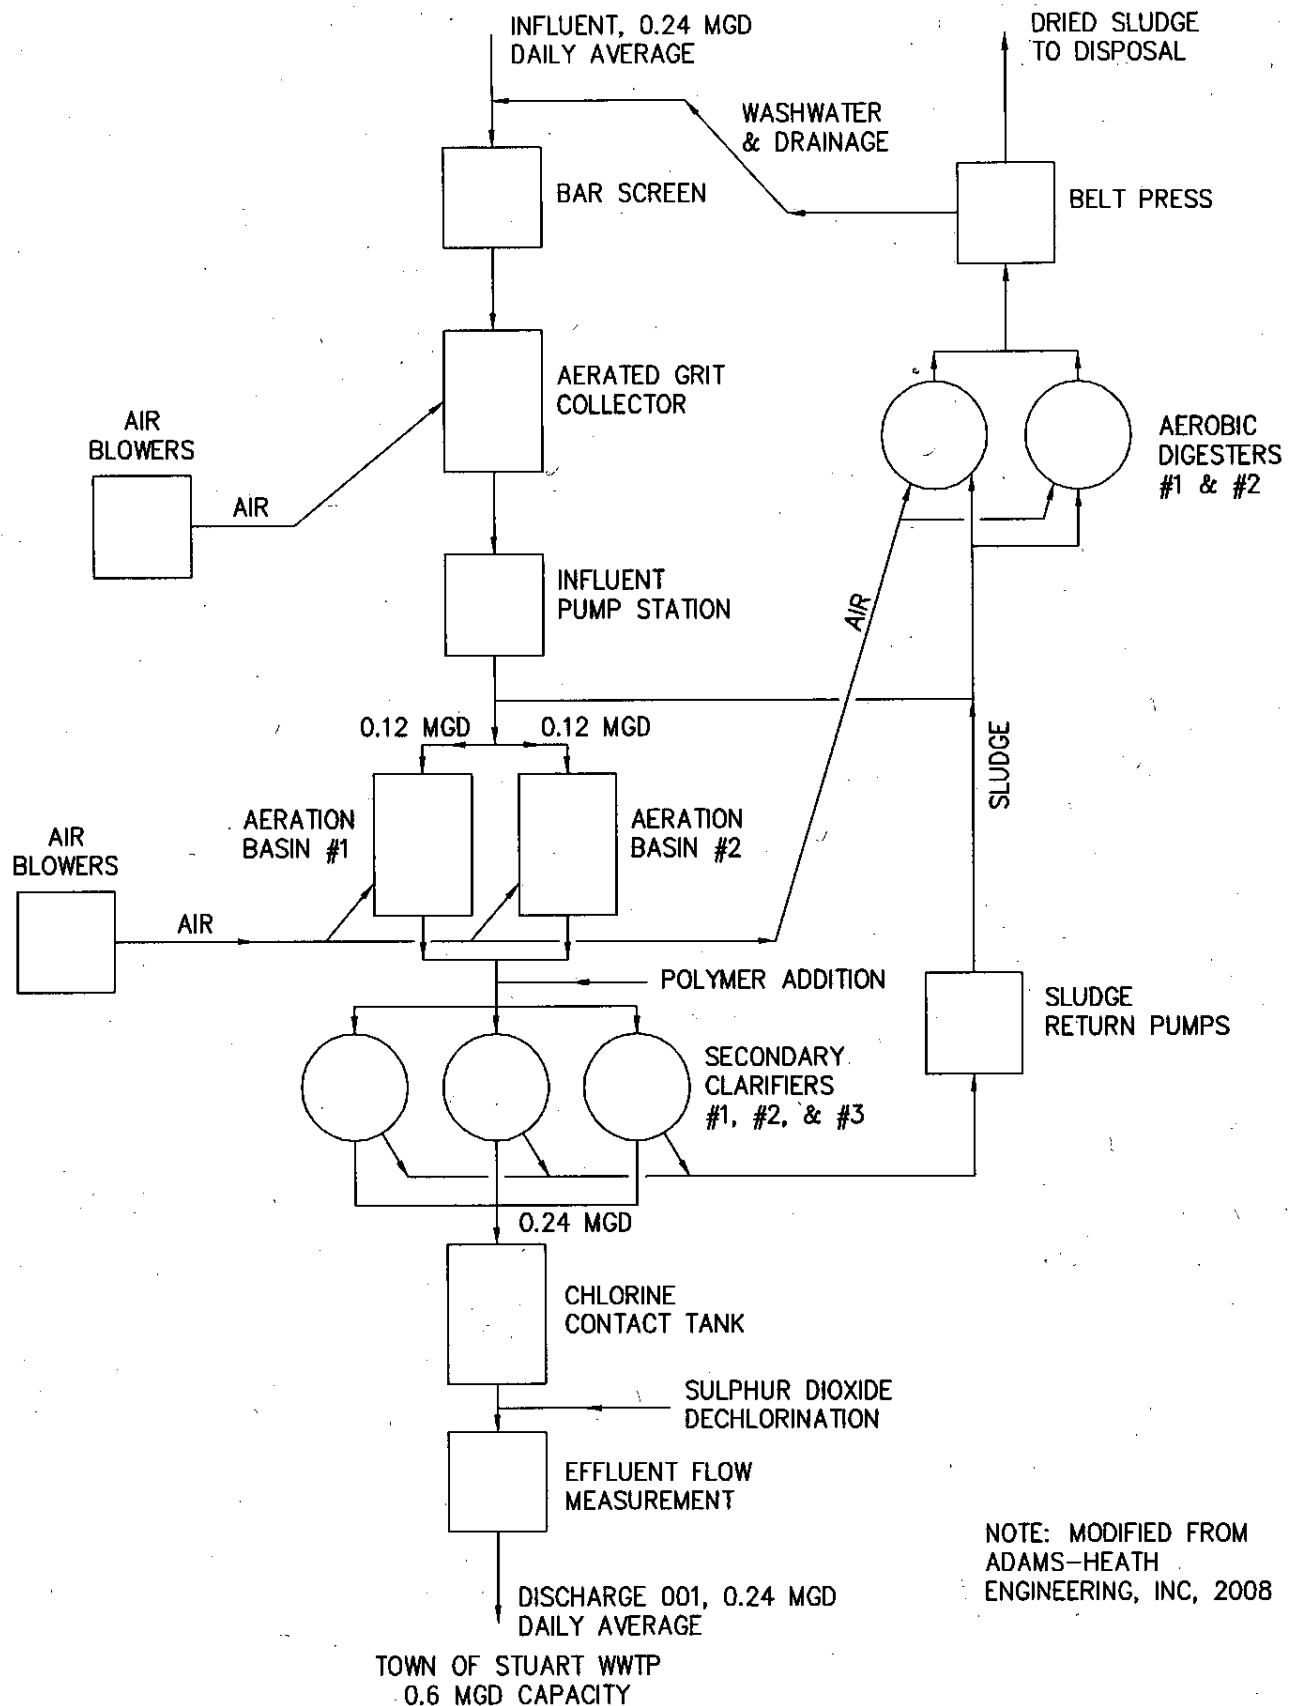 INFLUENT, 0.24 MGD
DAILY AVERAGE
DRIED SLUDGE
TO DISPOSAL
WASHWATER
& DRAINAGE
BAR SCREEN
BELT PRESS
AERATED GRIT
COLLECTOR
AIR
BLOWERS
AIR
AEROBIC
DIGESTERS
#1 & #2
INFLUENT
PUMP STATION
AIR
0.12 MGD
0.12 MGD
SLUDGE
AERATION
BASIN #1
AERATION
BASIN #2
AIR
BLOWERS
AIR
POLYMER ADDITION
SLUDGE
RETURN PUMPS
SECONDARY
CLARIFIERS
#1, #2, & #3
0.24 MGD
CHLORINE
CONTACT TANK
SULPHUR DIOXIDE
DECHLORINATION
EFFLUENT FLOW
MEASUREMENT
NOTE: MODIFIED FROM
ADAMS-HEATH
ENGINEERING, INC, 2008
DISCHARGE 001, 0.24 MGD
DAILY AVERAGE
TOWN OF STUART WWTP
0.6 MGD CAPACITY